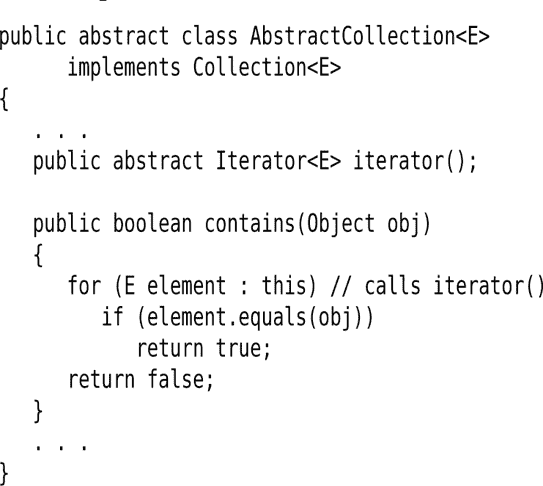 public abstract class AbstractCollection<E>
      implements Collection<E>
{
   . . .
   public abstract Iterator<E> iterator();

   public boolean contains(Object obj)
   {
      for (E element : this) // calls iterator()
         if (element.equals(obj))
            return true;
      return false;
   }
   . . .
}